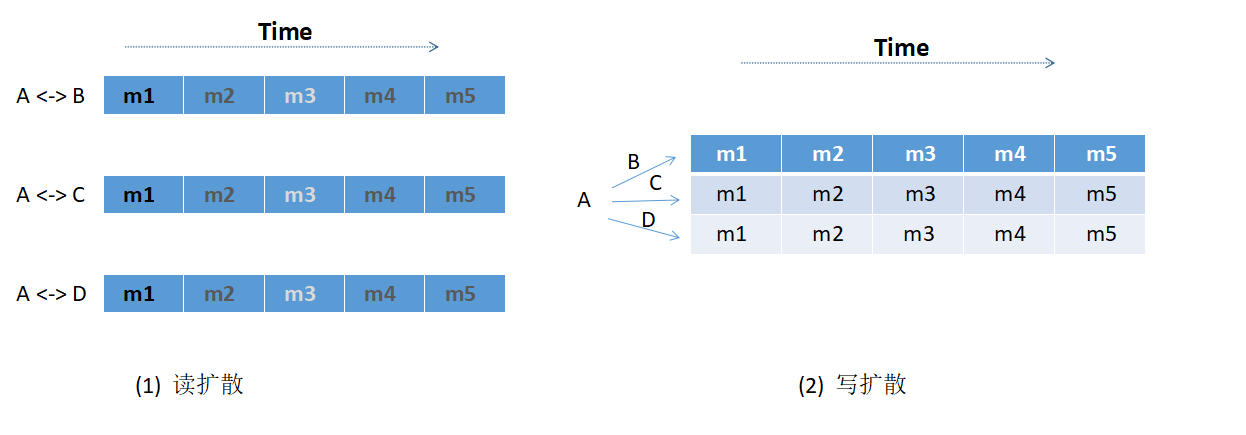 Time
A <-> B m1 m2 m3 m4 m5
A <-> C m1 m2 m3 m4 m5
A <-> D m1 m2 m3 m4 m5
(1) 读扩散
Time
A
B
C
D
m1 m2 m3 m4 m5
m1 m2 m3 m4 m5
m1 m2 m3 m4 m5
(2) 写扩散